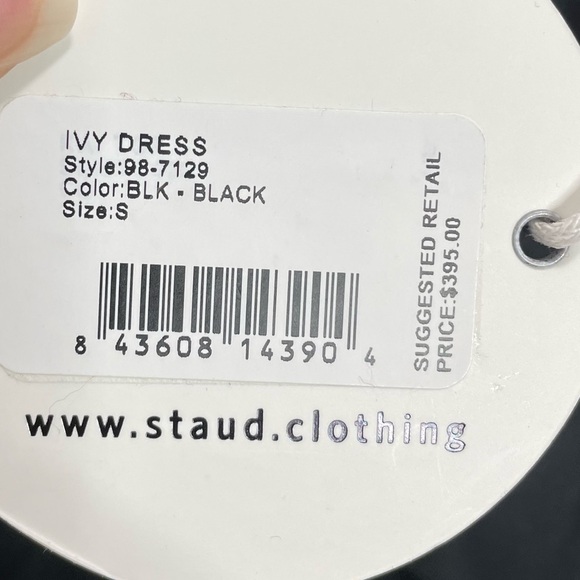 IVY DRESS
Style:98-7129
Color:BLK - BLACK
Size:S
8 43608 14390 4
SUGGESTED RETAIL
PRICE:$395.00
www.staud.clothing